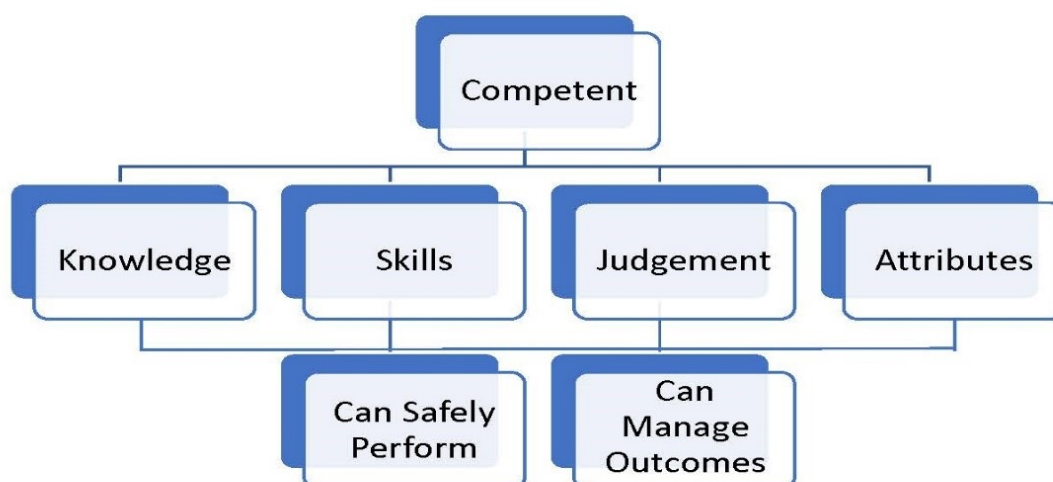 Competent
Knowledge
Skills
Judgement
Attributes
Can Safely
Perform
Can
Manage
Outcomes